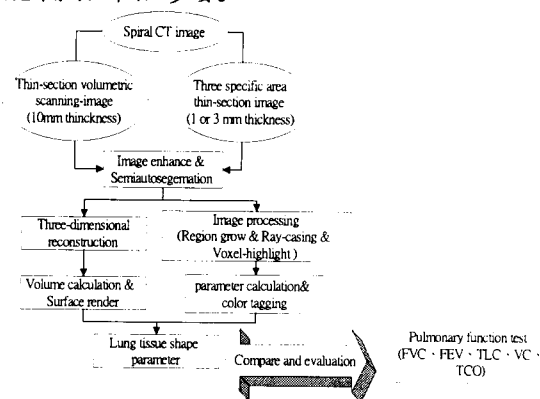 Spiral CT image
Thin-section volumetric
scanning-image
(10mm thinckness)
Three specific area
thin-section image
(1 or 3 mm thickness)
Image enhance &
Semiautosegernation
Three-dimensional
reconstruction
Image processing
(Region grow & Ray-casing &
Voxel-highlight )
Volume calculation &
Surface render
parameter calculation&
color tagging
Lung tissue shape
parameter
Compare and evaluation
Pulmonary function test
(FVC、FEV、TLC、VC、
TCO)